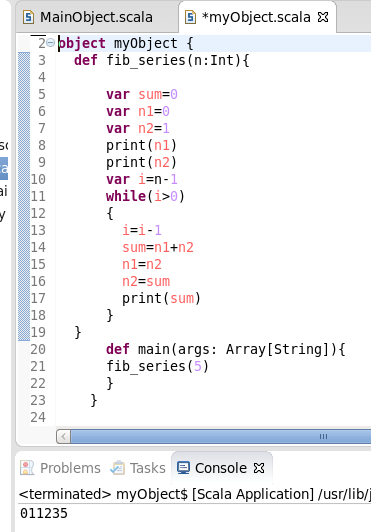 MainObject.scala *myObject.scala
2 object myObject {
3 def fib_series(n:Int){
4
5 var sum=0
6 var n1=0
7 var n2=1
8 print(n1)
9 print(n2)
10 var i=n-1
11 while(i>0)
12 {
13 i=i-1
14 sum=n1+n2
15 n1=n2
16 n2=sum
17 print(sum)
18 }
19 }
20 def main(args: Array[String]){
21 fib_series(5)
22 }
23 }
24
Problems Tasks Console
<terminated> myObject$ [Scala Application] /usr/lib/j
011235